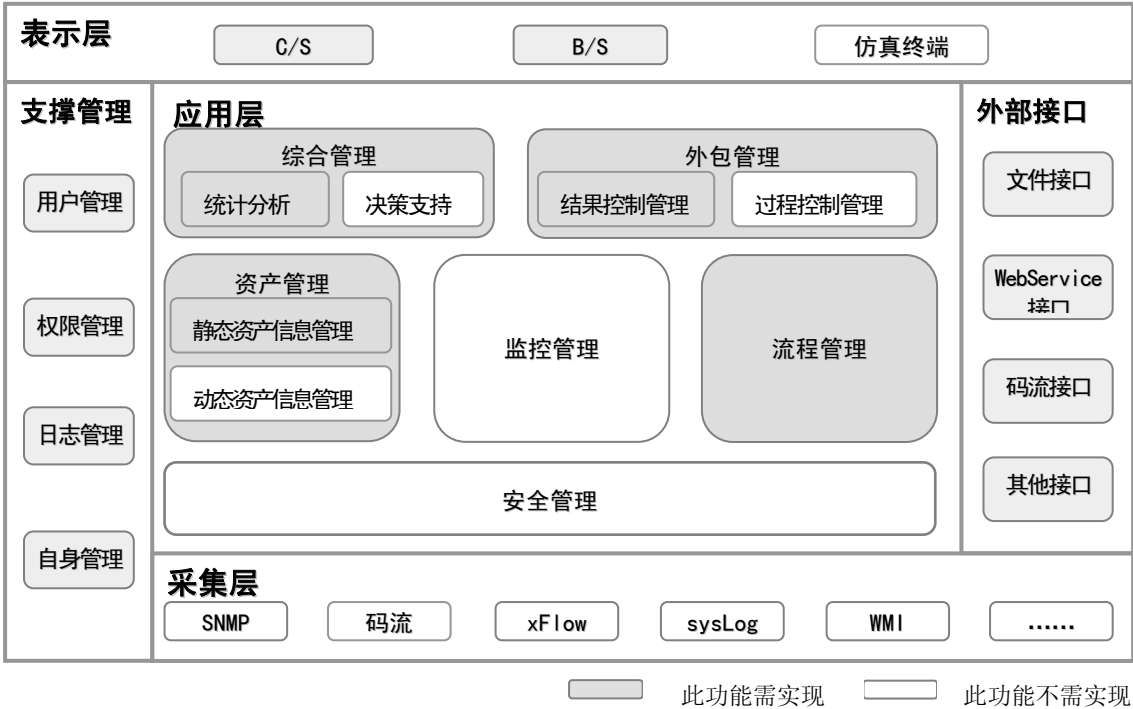 表示层
C/S
B/S
仿真终端
支撑管理
用户管理
权限管理
日志管理
自身管理
应用层
综合管理
统计分析
决策支持
外包管理
结果控制管理
过程控制管理
资产管理
静态资产信息管理
动态资产信息管理
监控管理
流程管理
安全管理
外部接口
文件接口
WebService
接口
码流接口
其他接口
采集层
SNMP
码流
xFlow
sysLog
WMI
......
此功能需实现
此功能不需实现